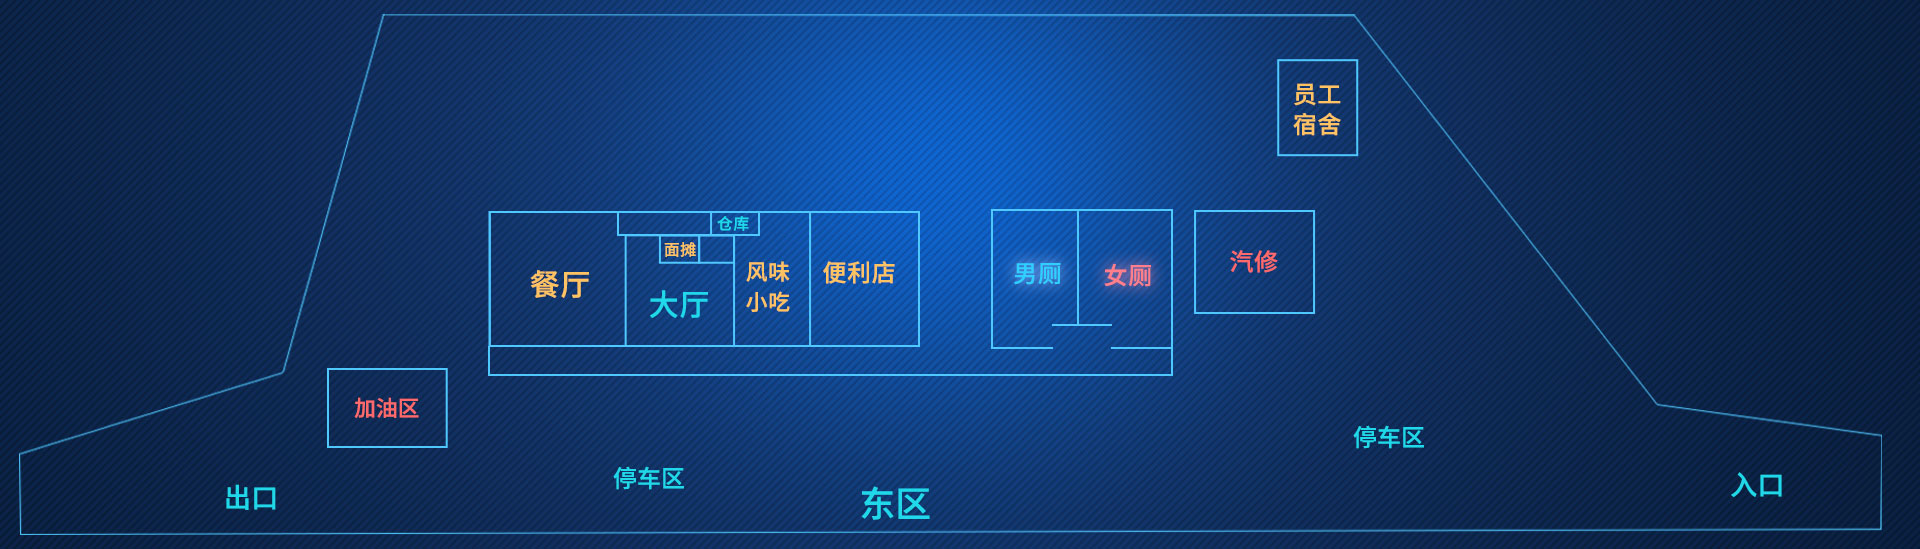 员工
宿舍
仓库
面摊
餐厅
大厅
风味
小吃
便利店
男厕
女厕
汽修
加油区
停车区
停车区
出口
东区
入口